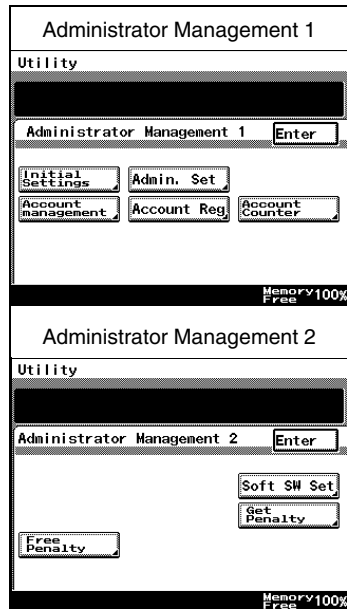 Administrator Management 1
Utility
Administrator Management 1 Enter
Initial Settings
Admin. Set
Account management
Account Reg
Account Counter
Memory Free 100%
Administrator Management 2
Utility
Administrator Management 2 Enter
Soft SW Set
Get Penalty
Free Penalty
Memory Free 100%